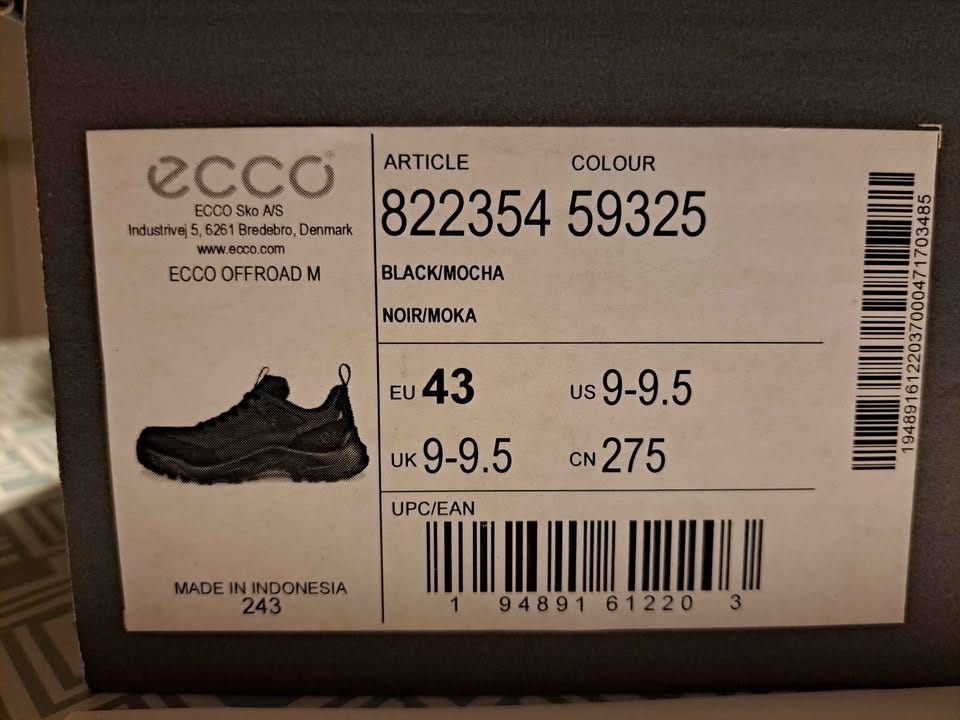 ecco
ECCO Sko A/S
Industrivej 5, 6261 Bredebro, Denmark
www.ecco.com
ECCO OFFROAD M
MADE IN INDONESIA
243
ARTICLE COLOUR
822354 59325
BLACK/MOCHA
NOIR/MOKA
EU 43 US 9-9.5
UK 9-9.5 CN 275
UPC/EAN
1 94891 61220 3
1948916122037000471703485